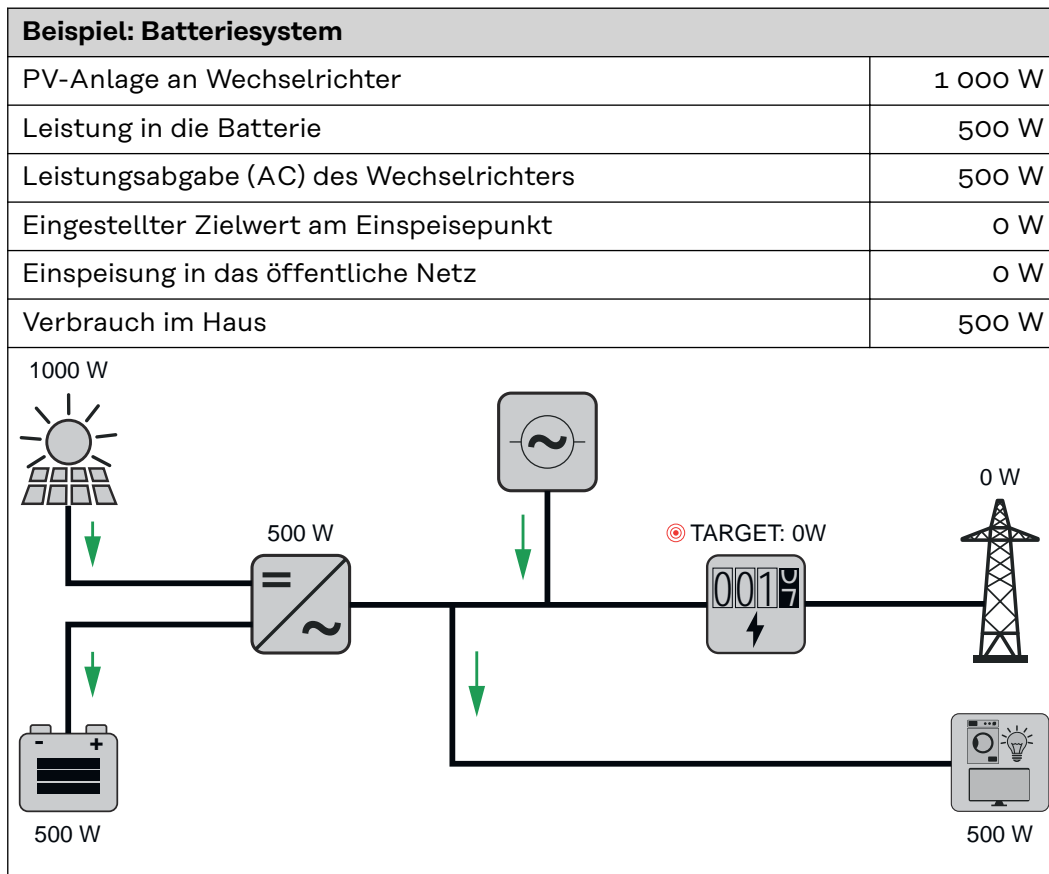 Beispiel: Batteriesystem
PV-Anlage an Wechselrichter 1 000 W
Leistung in die Batterie 500 W
Leistungsabgabe (AC) des Wechselrichters 500 W
Eingestellter Zielwert am Einspeisepunkt 0 W
Einspeisung in das öffentliche Netz 0 W
Verbrauch im Haus 500 W
1000 W
0 W
500 W
TARGET: 0W
0010
7
- +
500 W
500 W